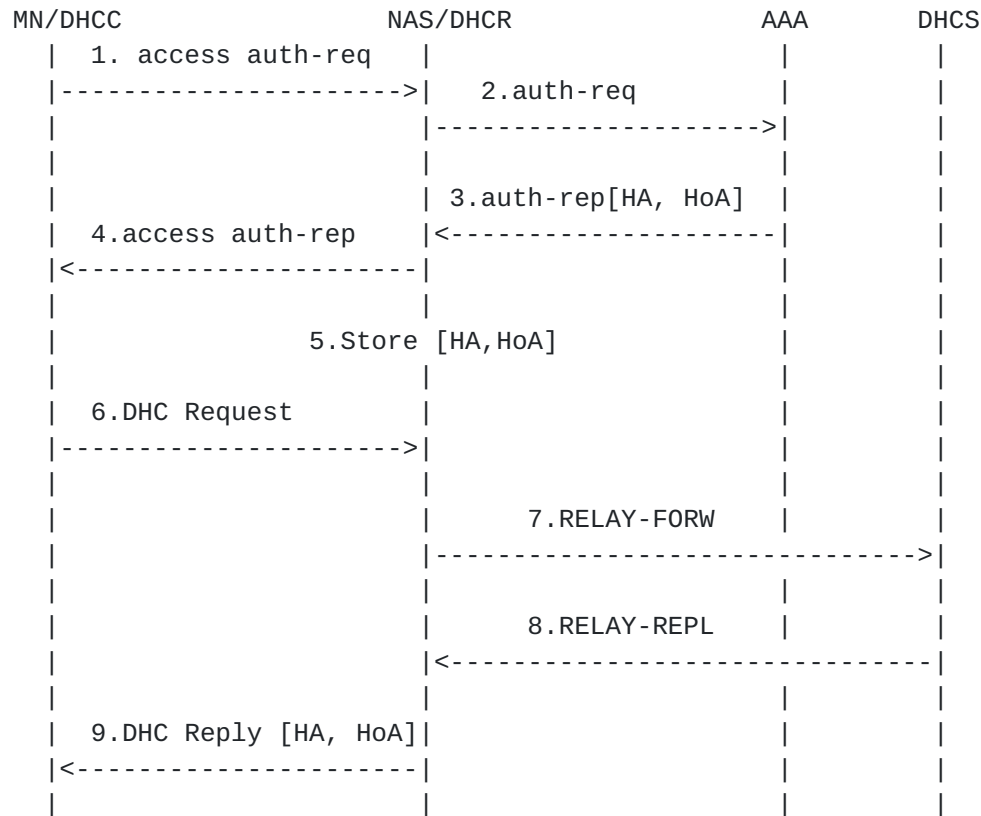 MN/DHCC NAS/DHCR AAA DHCS
1. access auth-req
2.auth-req
3.auth-rep[HA, HoA]
4.access auth-rep
5.Store [HA,HoA]
6.DHC Request
7.RELAY-FORW
8.RELAY-REPL
9.DHC Reply [HA, HoA]